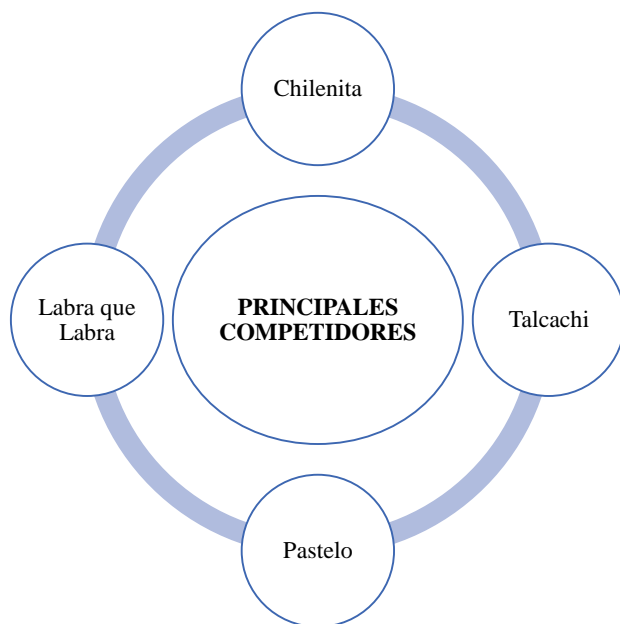 Chilenita
Labra que
Labra
PRINCIPALES
COMPETIDORES
Talcachi
Pastelo